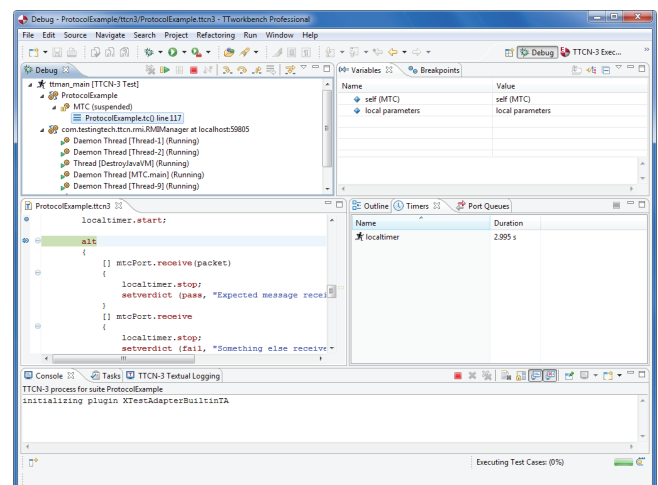 Debug - ProtocolExample/ttcn3/ProtocolExample.ttcn3 - TTworkbench Professional
File Edit Source Navigate Search Project Refactoring Run Window Help
Debug TTCN-3 Exec... »
Debug
ttman_main [TTCN-3 Test]
ProtocolExample
MTC (suspended)
ProtocolExample.tc() line 117
com.testingtech.ttcn.rmi.RMIManager at localhost:59805
Daemon Thread [Thread-1] (Running)
Daemon Thread [Thread-2] (Running)
Thread [DestroyJavaVM] (Running)
Daemon Thread [MTC.main] (Running)
Daemon Thread [Thread-9] (Running)
(x)= Variables Breakpoints
Name Value
self (MTC) self (MTC)
local parameters local parameters
ProtocolExample.ttcn3
localtimer.start;
alt
{
[] mtcPort.receive(packet)
{
localtimer.stop;
setverdict (pass, "Expected message recei
}
[] mtcPort.receive
{
localtimer.stop;
setverdict (fail, "Something else receive
Outline Timers Port Queues
Name Duration
localtimer 2.995 s
Console Tasks TTCN-3 Textual Logging
TTCN-3 process for suite ProtocolExample
initializing plugin XTestAdapterBuiltinTA
Executing Test Cases: (0%)